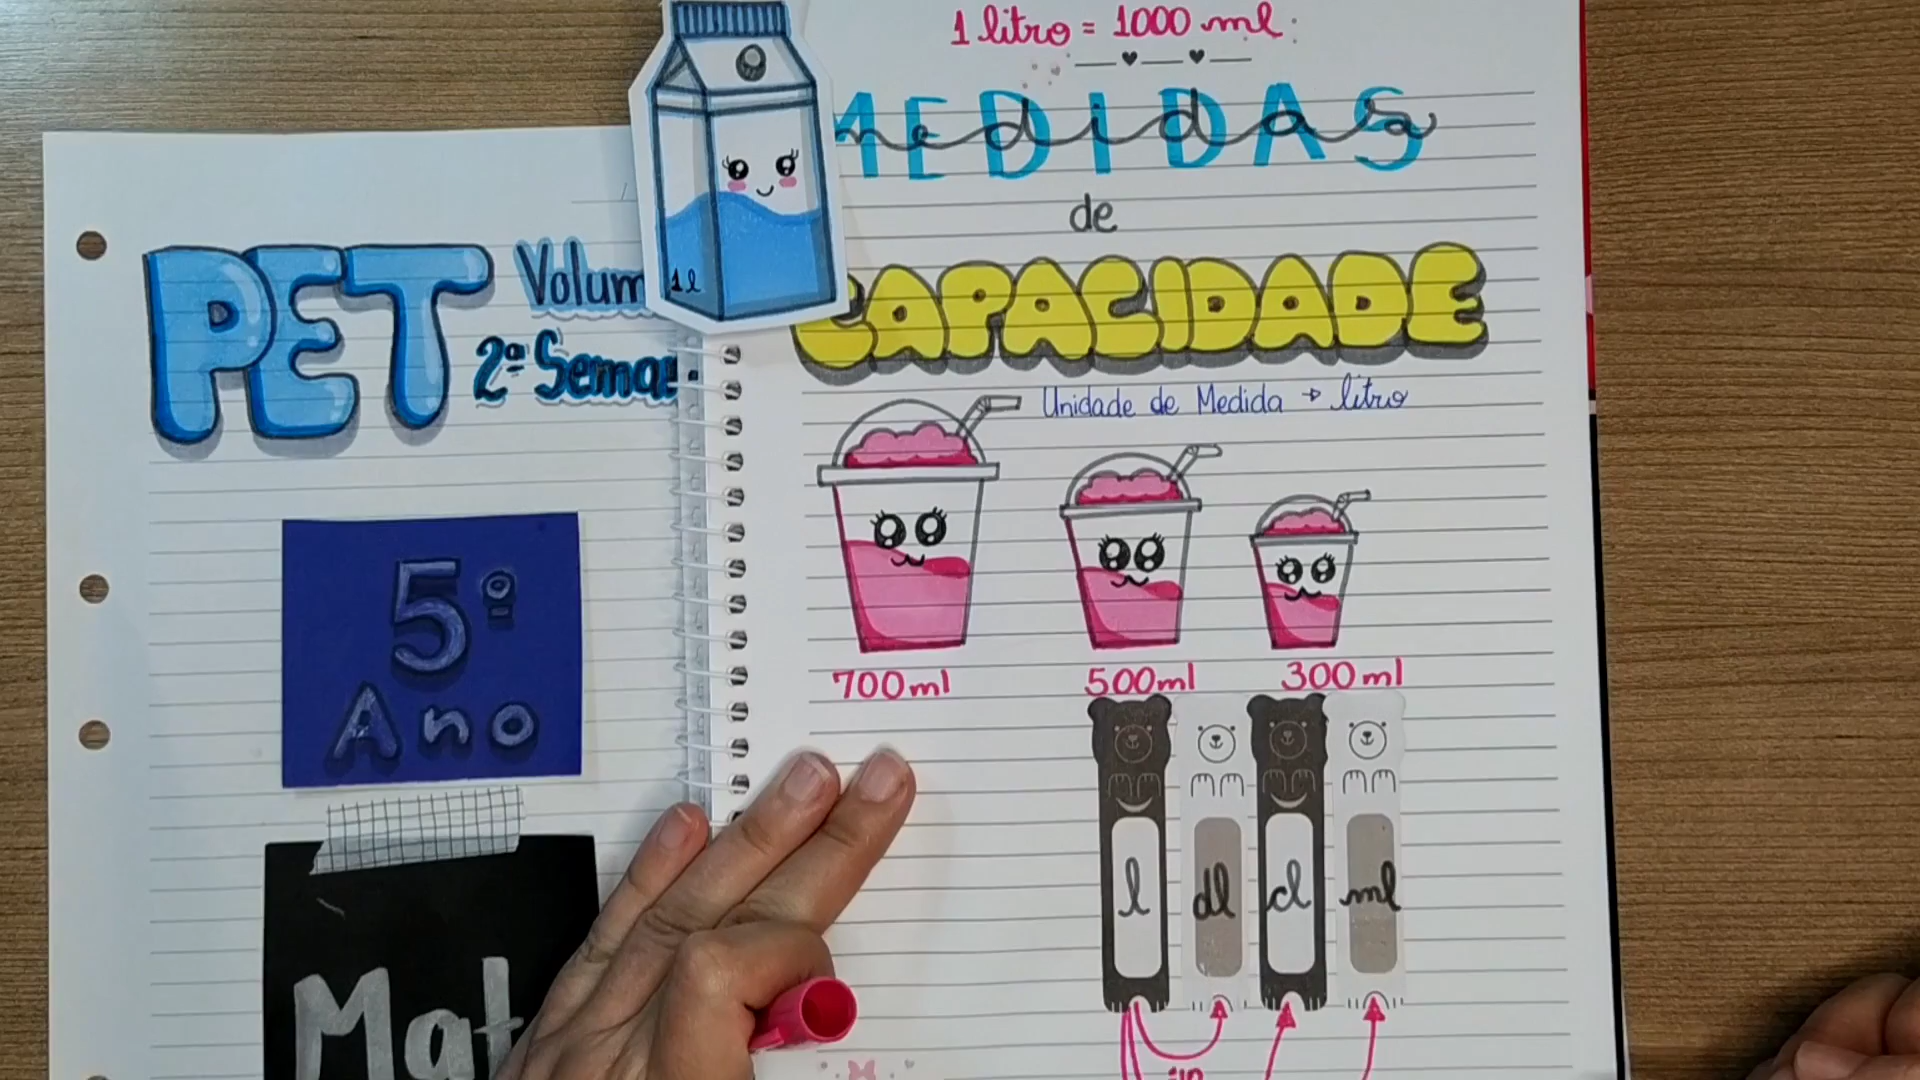 1 litro = 1000 ml
MEDIDAS
medidas
de
CAPACIDADE
Unidade de Medida → litro
700ml 500ml 300ml
l dl cl ml
1l
PET
2ª
5º
Ano